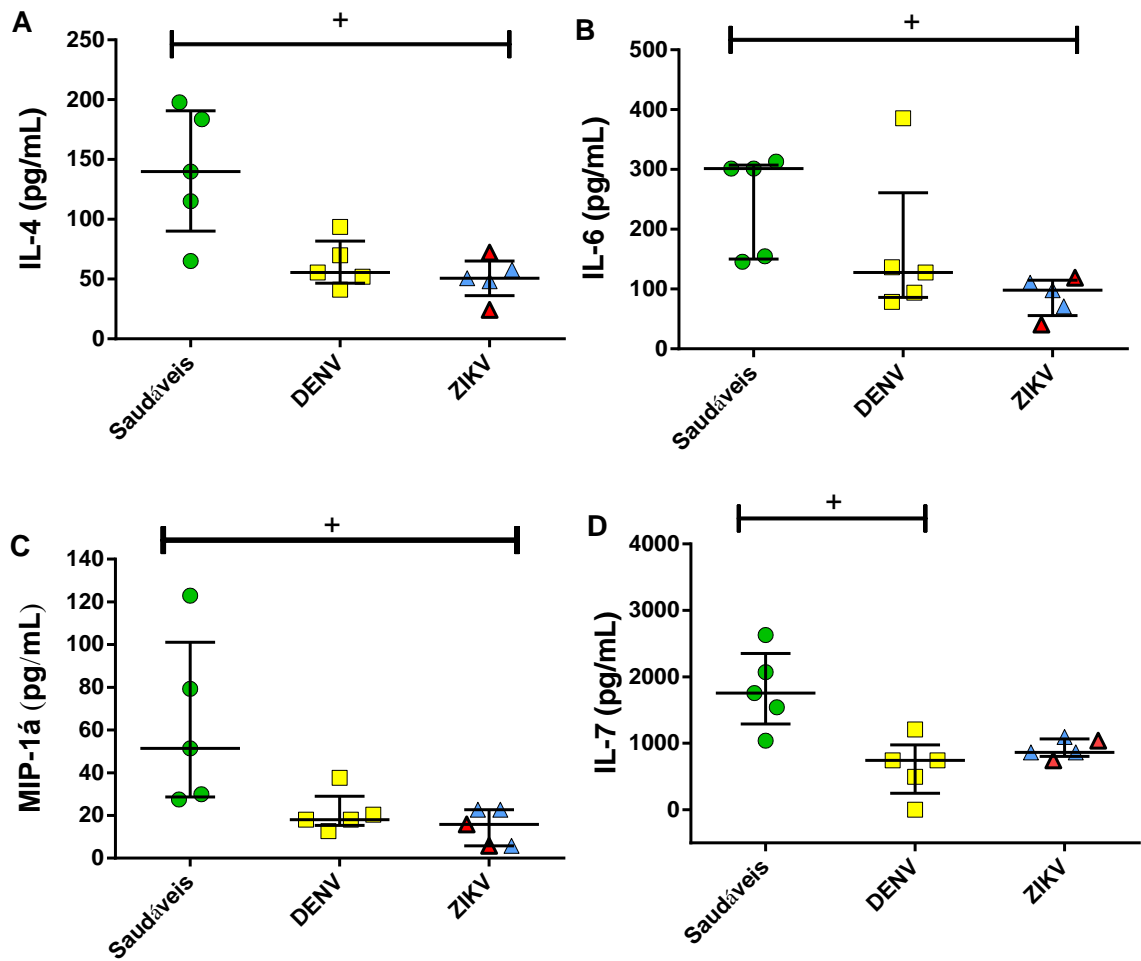 A
+
IL-4 (pg/mL)
250
200
150
100
50
0
Saudáveis
DENV
ZIKV
B
+
IL-6 (pg/mL)
500
400
300
200
100
0
Saudáveis
DENV
ZIKV
C
+
MIP-1á (pg/mL)
140
120
100
80
60
40
20
0
Saudáveis
DENV
ZIKV
D
+
IL-7 (pg/mL)
4000
3000
2000
1000
0
Saudáveis
DENV
ZIKV